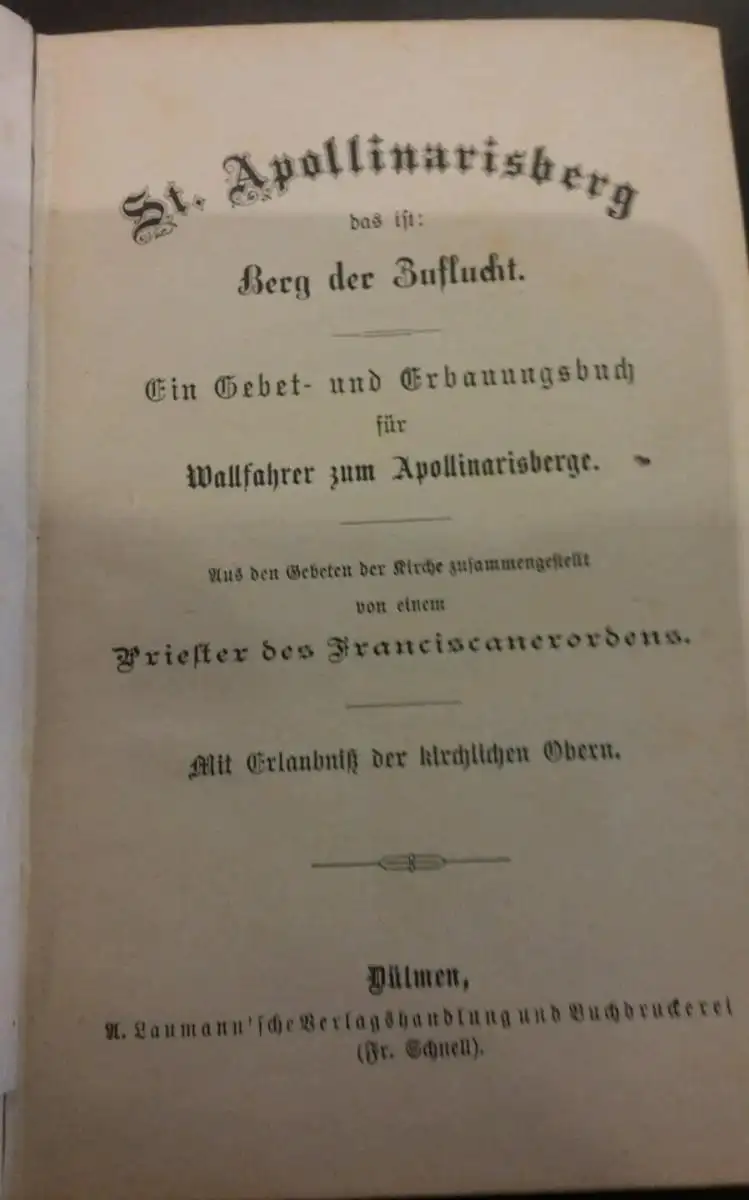 St. Apollinarisberg
das ist:
Berg der Zuflucht.
Ein Gebet- und Erbauungsbuch
für
Wallfahrer zum Apollinarisberge.
Aus den Gebeten der Kirche zusammengestellt
von einem
Priester des Franciscanerordens.
Mit Erlaubniß der kirchlichen Obern.
Dülmen,
A. Laumann'sche Verlagshandlung und Buchdruckerei
(Fr. Schnell).